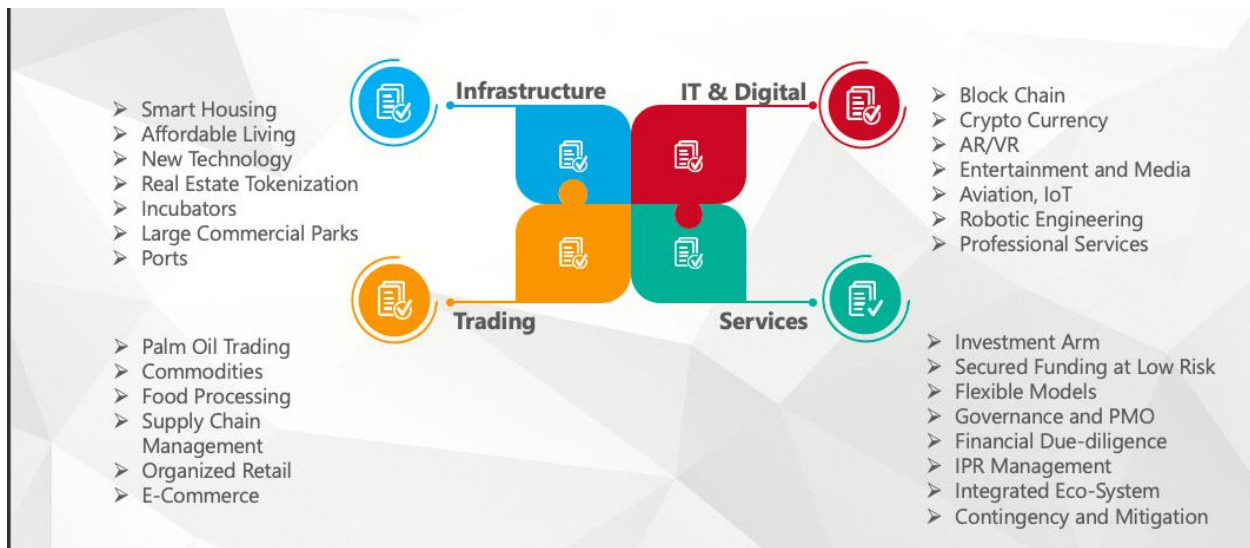 Infrastructure
Smart Housing
Affordable Living
New Technology
Real Estate Tokenization
Incubators
Large Commercial Parks
Ports
IT & Digital
Block Chain
Crypto Currency
AR/VR
Entertainment and Media
Aviation, IoT
Robotic Engineering
Professional Services
Trading
Palm Oil Trading
Commodities
Food Processing
Supply Chain
Management
Organized Retail
E-Commerce
Services
Investment Arm
Secured Funding at Low Risk
Flexible Models
Governance and PMO
Financial Due-diligence
IPR Management
Integrated Eco-System
Contingency and Mitigation